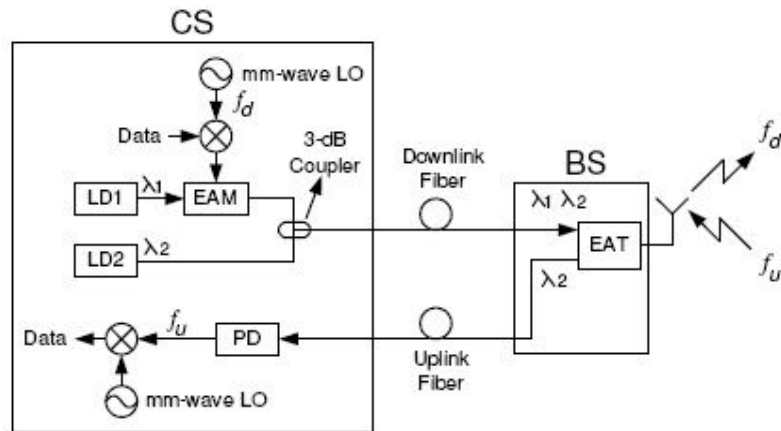 CS
mm-wave LO
f_d
Data
3-dB
Coupler
LD1
λ1
EAM
LD2
λ2
Downlink
Fiber
BS
λ1 λ2
EAT
λ2
f_d
f_u
Data
f_u
PD
mm-wave LO
Uplink
Fiber